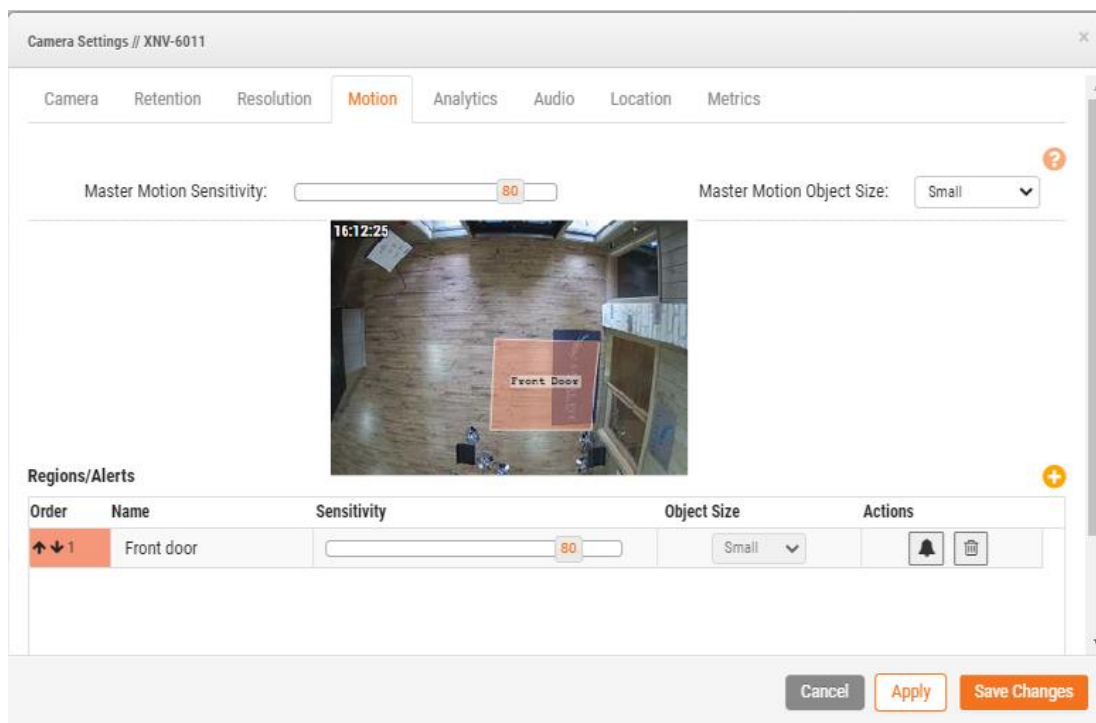 Camera Settings // XNV-6011
Camera Retention Resolution Motion Analytics Audio Location Metrics
Master Motion Sensitivity: 80 Master Motion Object Size: Small
16:12:25
Front Door
Regions/Alerts
Order Name Sensitivity Object Size Actions
1 Front door 80 Small
Cancel Apply Save Changes